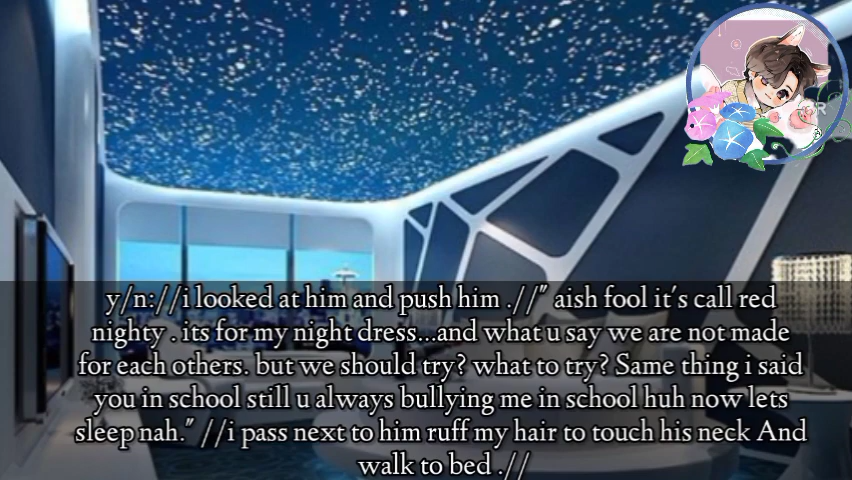 y/n://i looked at him and push him .//" aish fool it's call red
nighty . its for my night dress...and what u say we are not made
for each others. but we should try? what to try? Same thing i said
you in school still u always bullying me in school huh now lets
sleep nah." //i pass next to him ruff my hair to touch his neck And
walk to bed .//